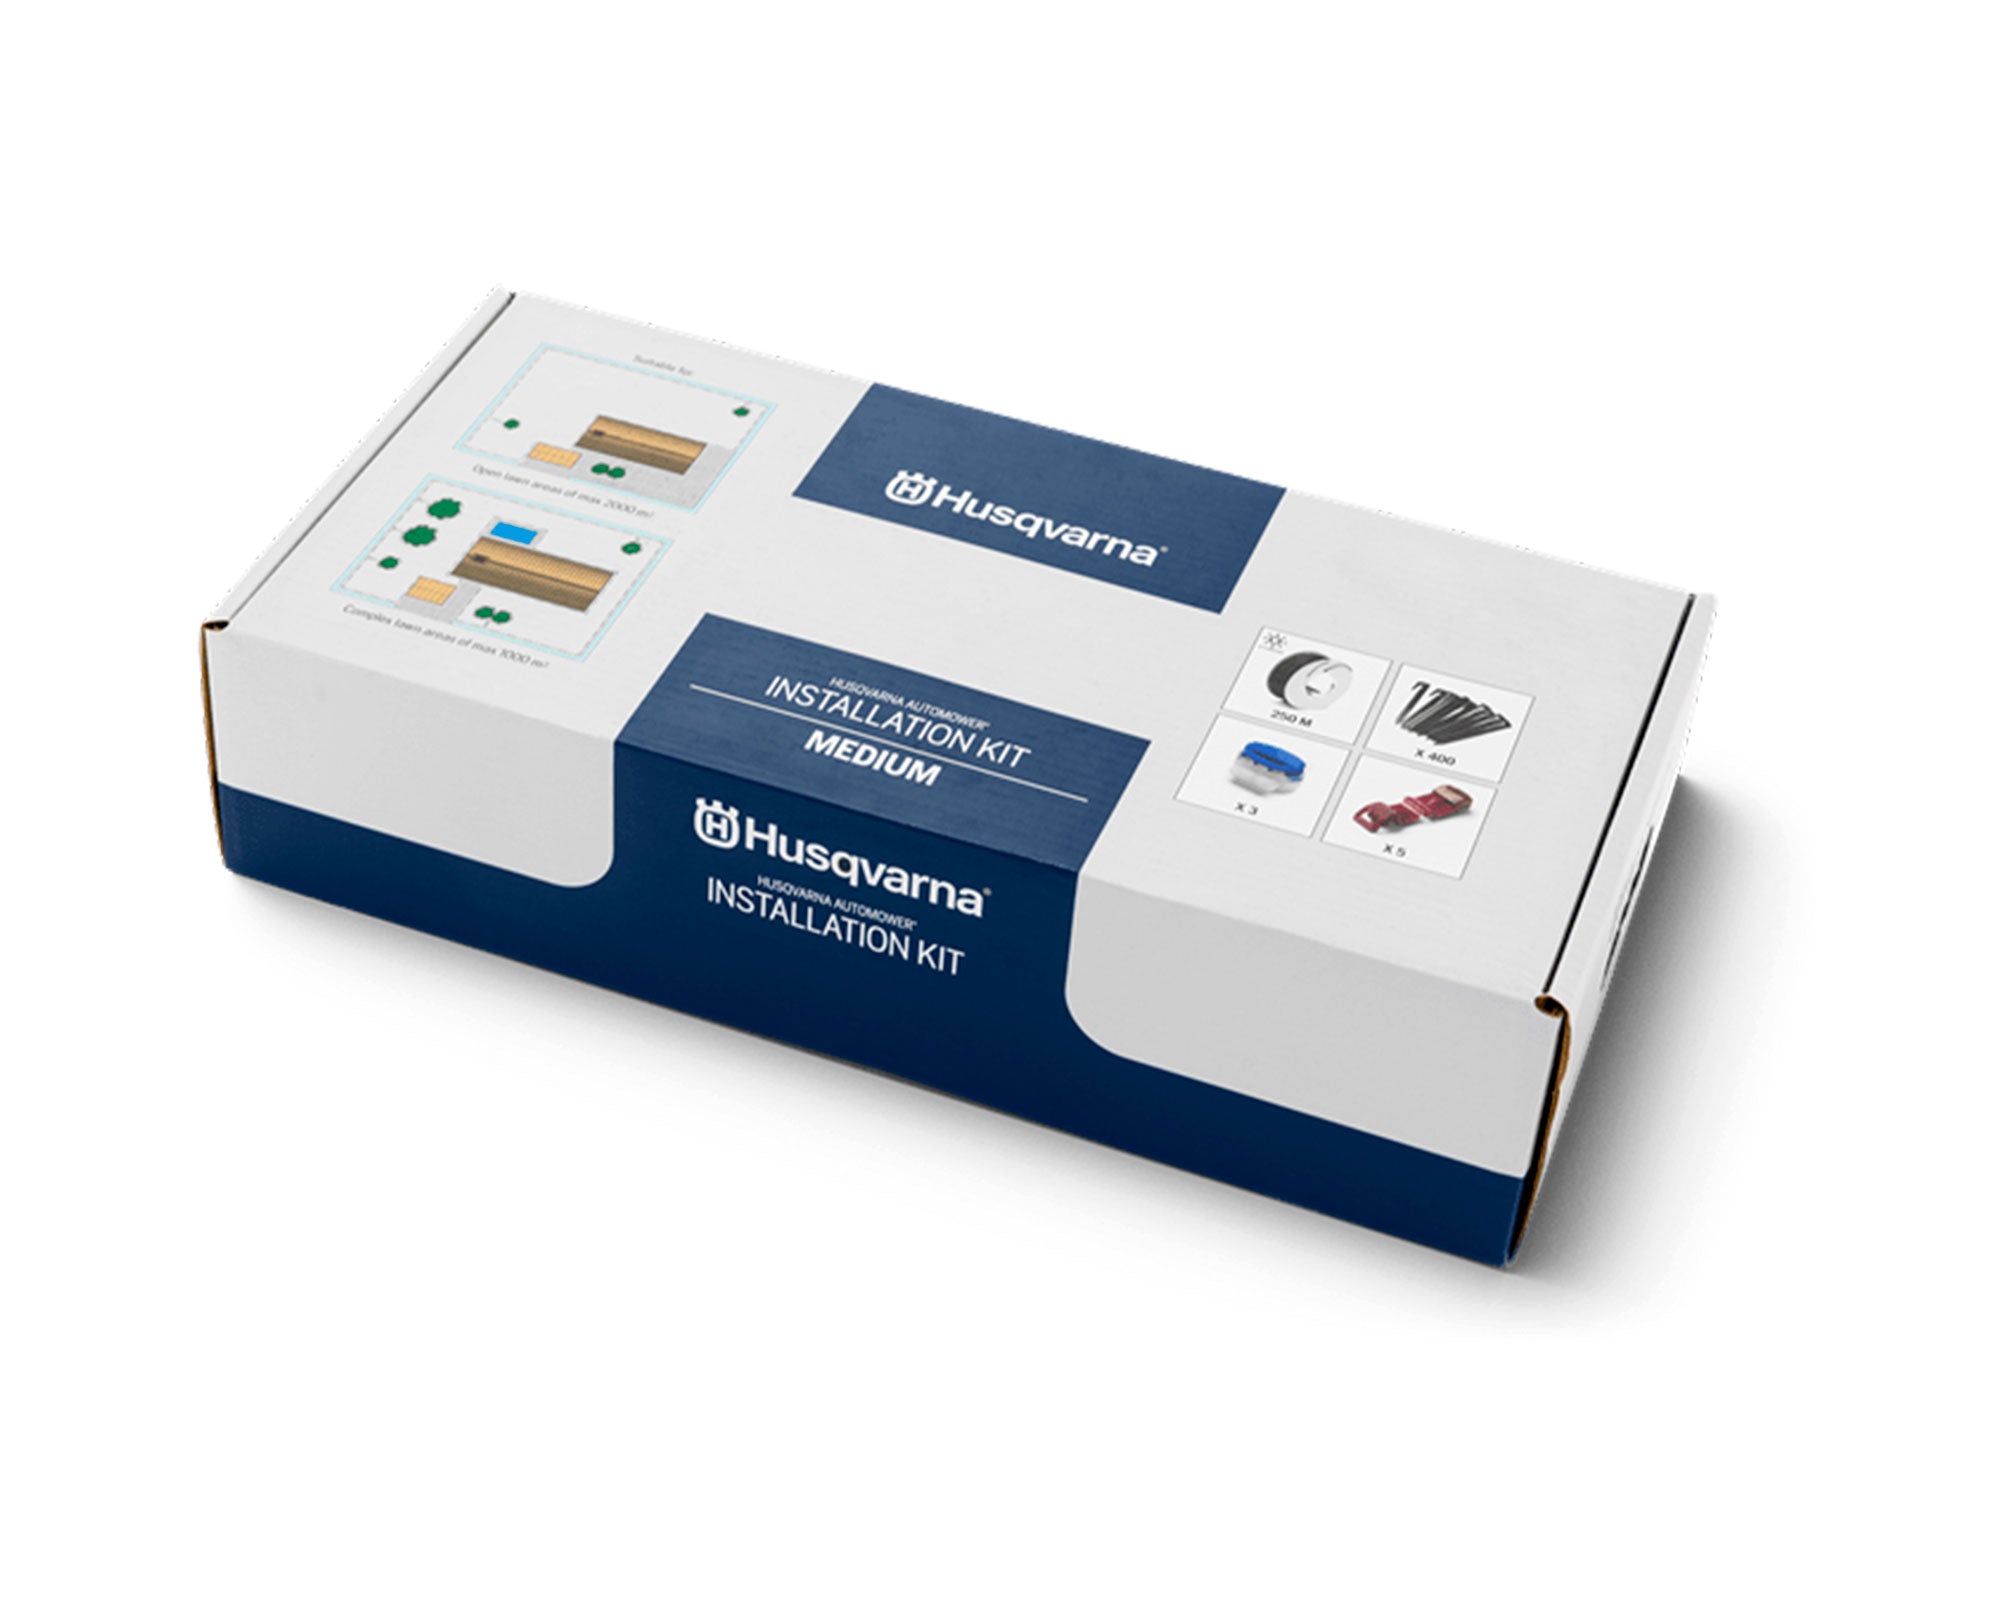 Suitable for:
Open lawn areas of max 2000 m²
Complex lawn areas of max 1000 m²
Husqvarna®
HUSQVARNA AUTOMOWER®
INSTALLATION KIT
MEDIUM
250 M
X 400
X 3
X 5
Husqvarna®
HUSQVARNA AUTOMOWER®
INSTALLATION KIT